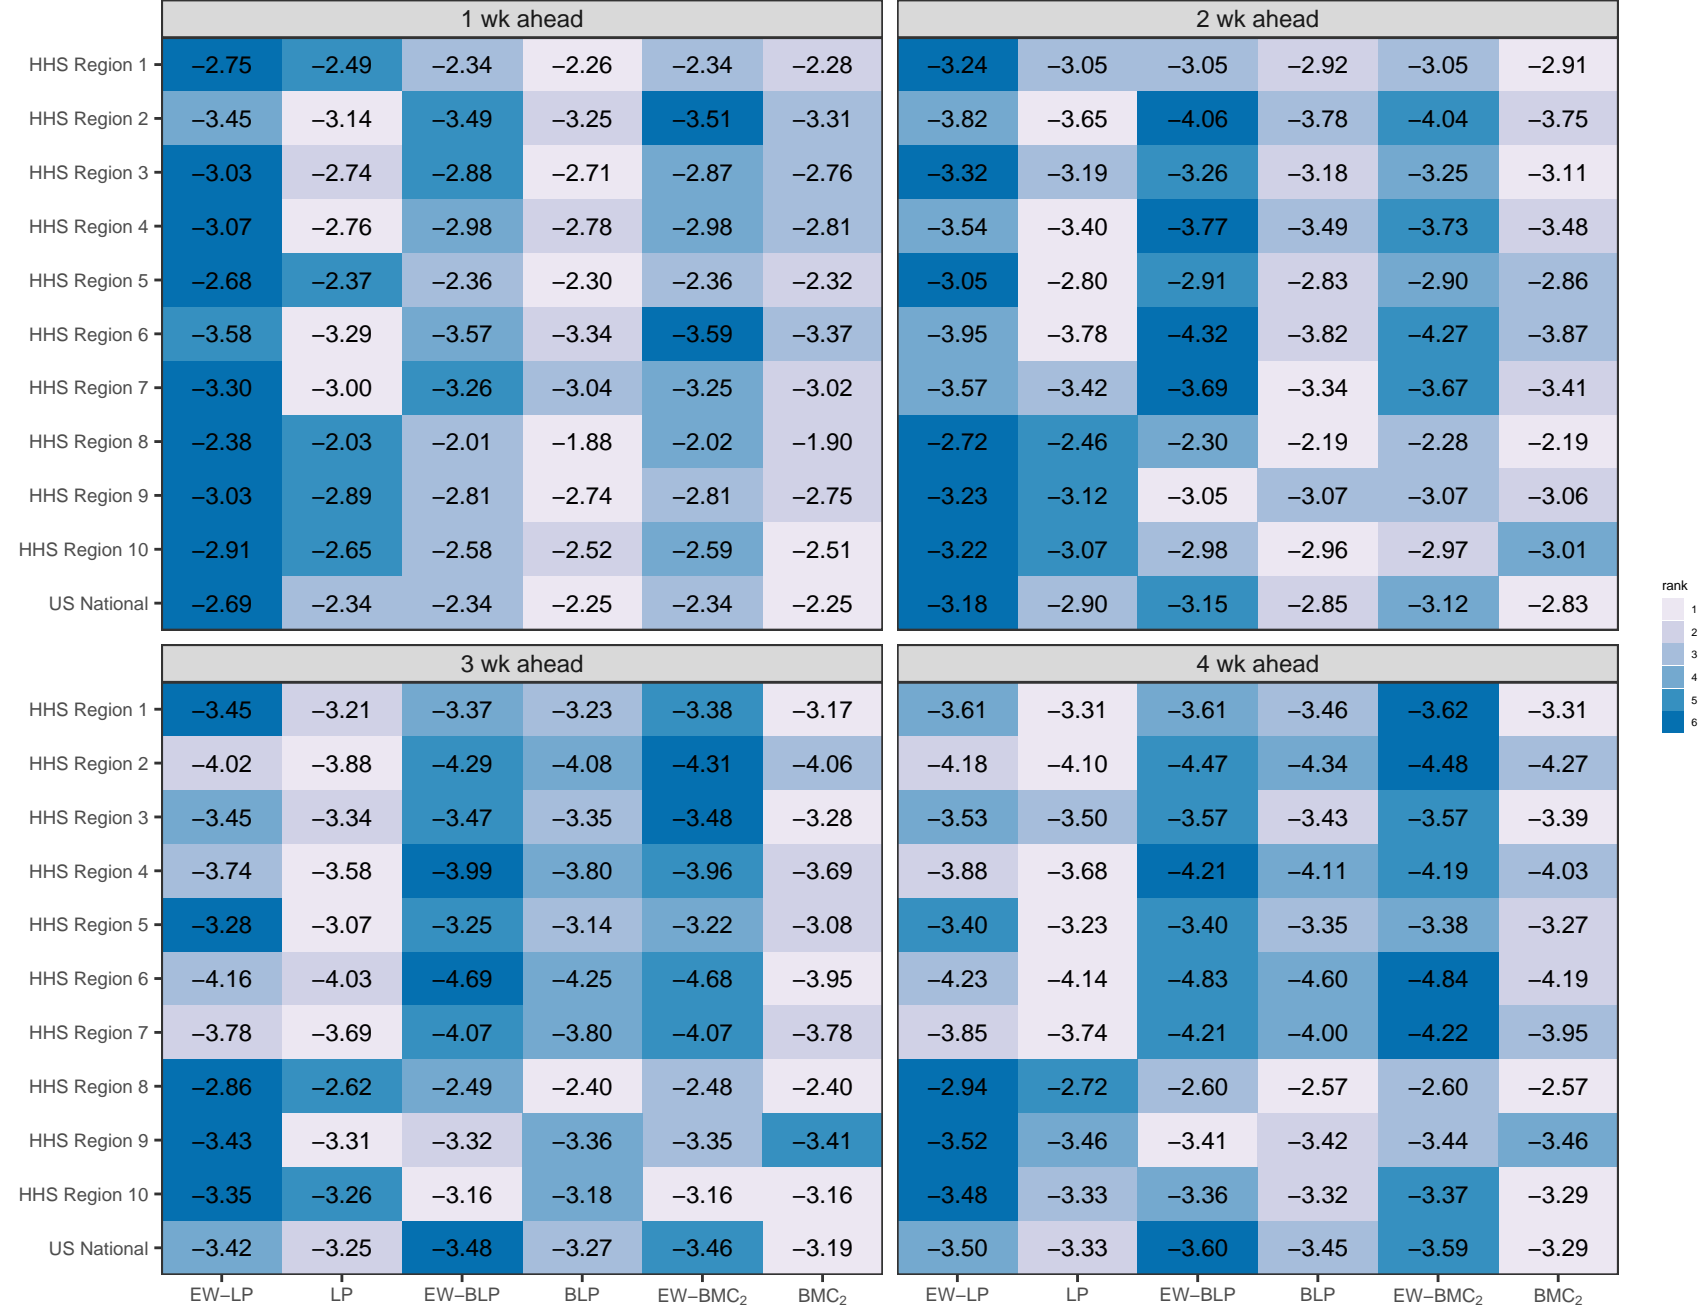 1 wk ahead 2 wk ahead
HHS Region 1 −2.75 −2.49 −2.34 −2.26 −2.34 −2.28 −3.24 −3.05 −3.05 −2.92 −3.05 −2.91
HHS Region 2 −3.45 −3.14 −3.49 −3.25 −3.51 −3.31 −3.82 −3.65 −4.06 −3.78 −4.04 −3.75
HHS Region 3 −3.03 −2.74 −2.88 −2.71 −2.87 −2.76 −3.32 −3.19 −3.26 −3.18 −3.25 −3.11
HHS Region 4 −3.07 −2.76 −2.98 −2.78 −2.98 −2.81 −3.54 −3.40 −3.77 −3.49 −3.73 −3.48
HHS Region 5 −2.68 −2.37 −2.36 −2.30 −2.36 −2.32 −3.05 −2.80 −2.91 −2.83 −2.90 −2.86
HHS Region 6 −3.58 −3.29 −3.57 −3.34 −3.59 −3.37 −3.95 −3.78 −4.32 −3.82 −4.27 −3.87
HHS Region 7 −3.30 −3.00 −3.26 −3.04 −3.25 −3.02 −3.57 −3.42 −3.69 −3.34 −3.67 −3.41
HHS Region 8 −2.38 −2.03 −2.01 −1.88 −2.02 −1.90 −2.72 −2.46 −2.30 −2.19 −2.28 −2.19
HHS Region 9 −3.03 −2.89 −2.81 −2.74 −2.81 −2.75 −3.23 −3.12 −3.05 −3.07 −3.07 −3.06
HHS Region 10 −2.91 −2.65 −2.58 −2.52 −2.59 −2.51 −3.22 −3.07 −2.98 −2.96 −2.97 −3.01
US National −2.69 −2.34 −2.34 −2.25 −2.34 −2.25 −3.18 −2.90 −3.15 −2.85 −3.12 −2.83
3 wk ahead 4 wk ahead
HHS Region 1 −3.45 −3.21 −3.37 −3.23 −3.38 −3.17 −3.61 −3.31 −3.61 −3.46 −3.62 −3.31
HHS Region 2 −4.02 −3.88 −4.29 −4.08 −4.31 −4.06 −4.18 −4.10 −4.47 −4.34 −4.48 −4.27
HHS Region 3 −3.45 −3.34 −3.47 −3.35 −3.48 −3.28 −3.53 −3.50 −3.57 −3.43 −3.57 −3.39
HHS Region 4 −3.74 −3.58 −3.99 −3.80 −3.96 −3.69 −3.88 −3.68 −4.21 −4.11 −4.19 −4.03
HHS Region 5 −3.28 −3.07 −3.25 −3.14 −3.22 −3.08 −3.40 −3.23 −3.40 −3.35 −3.38 −3.27
HHS Region 6 −4.16 −4.03 −4.69 −4.25 −4.68 −3.95 −4.23 −4.14 −4.83 −4.60 −4.84 −4.19
HHS Region 7 −3.78 −3.69 −4.07 −3.80 −4.07 −3.78 −3.85 −3.74 −4.21 −4.00 −4.22 −3.95
HHS Region 8 −2.86 −2.62 −2.49 −2.40 −2.48 −2.40 −2.94 −2.72 −2.60 −2.57 −2.60 −2.57
HHS Region 9 −3.43 −3.31 −3.32 −3.36 −3.35 −3.41 −3.52 −3.46 −3.41 −3.42 −3.44 −3.46
HHS Region 10 −3.35 −3.26 −3.16 −3.18 −3.16 −3.16 −3.48 −3.33 −3.36 −3.32 −3.37 −3.29
US National −3.42 −3.25 −3.48 −3.27 −3.46 −3.19 −3.50 −3.33 −3.60 −3.45 −3.59 −3.29
EW−LP LP EW−BLP BLP EW−BMC₂ BMC₂ EW−LP LP EW−BLP BLP EW−BMC₂ BMC₂
rank
1
2
3
4
5
6